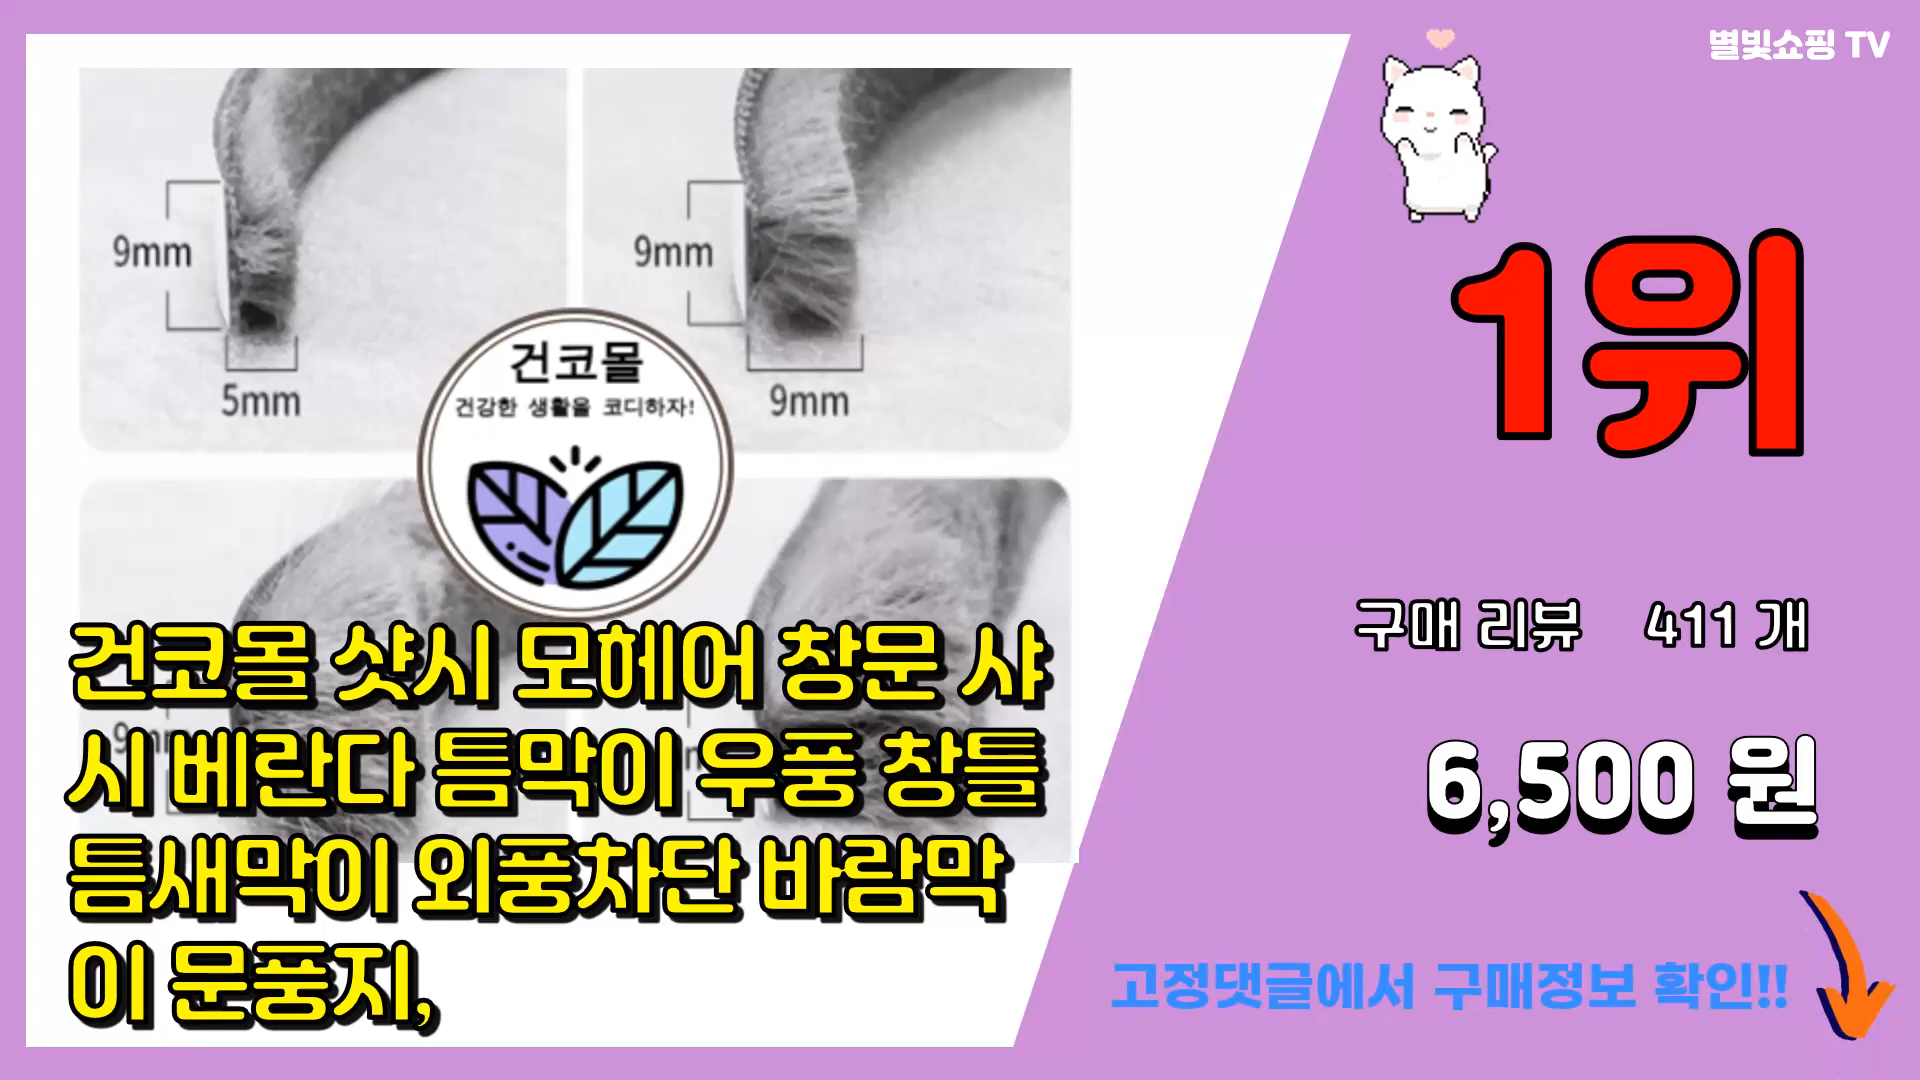 별빛쇼핑 TV
1위
9mm
5mm
9mm
9mm
건코몰
건강한 생활을 코디하자!
건코몰 샷시 모헤어 창문 샤
시 베란다 틈막이 우풍 창틀
틈새막이 외풍차단 바람막
이 문풍지,
구매 리뷰 411 개
6,500 원
고정댓글에서 구매정보 확인!!